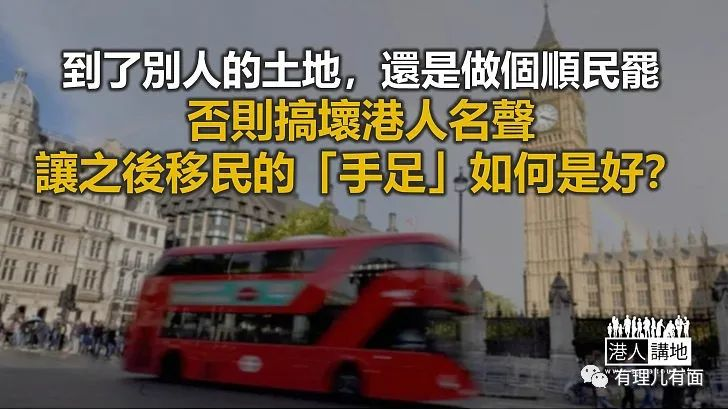 到了別人的土地，還是做個順民罷
否則搞壞港人名聲
讓之後移民的「手足」如何是好？
港人講地
有理儿有面